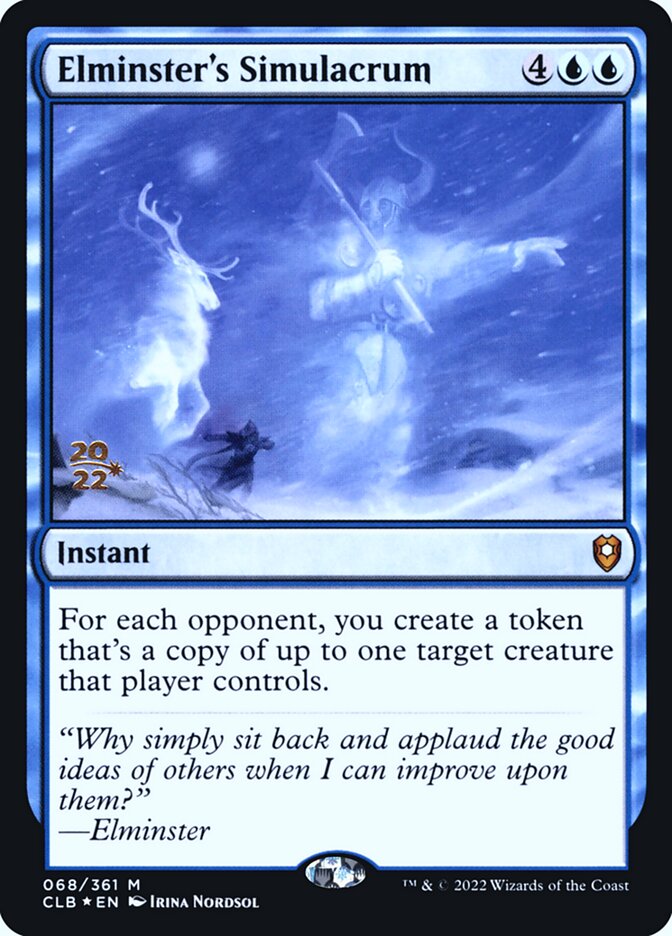 Elminster's Simulacrum 4
20
22
Instant
For each opponent, you create a token
that's a copy of up to one target creature
that player controls.
“Why simply sit back and applaud the good
ideas of others when I can improve upon
them?”
—Elminster
068/361 M
CLB ★ EN Irina Nordsol
™ & © 2022 Wizards of the Coast